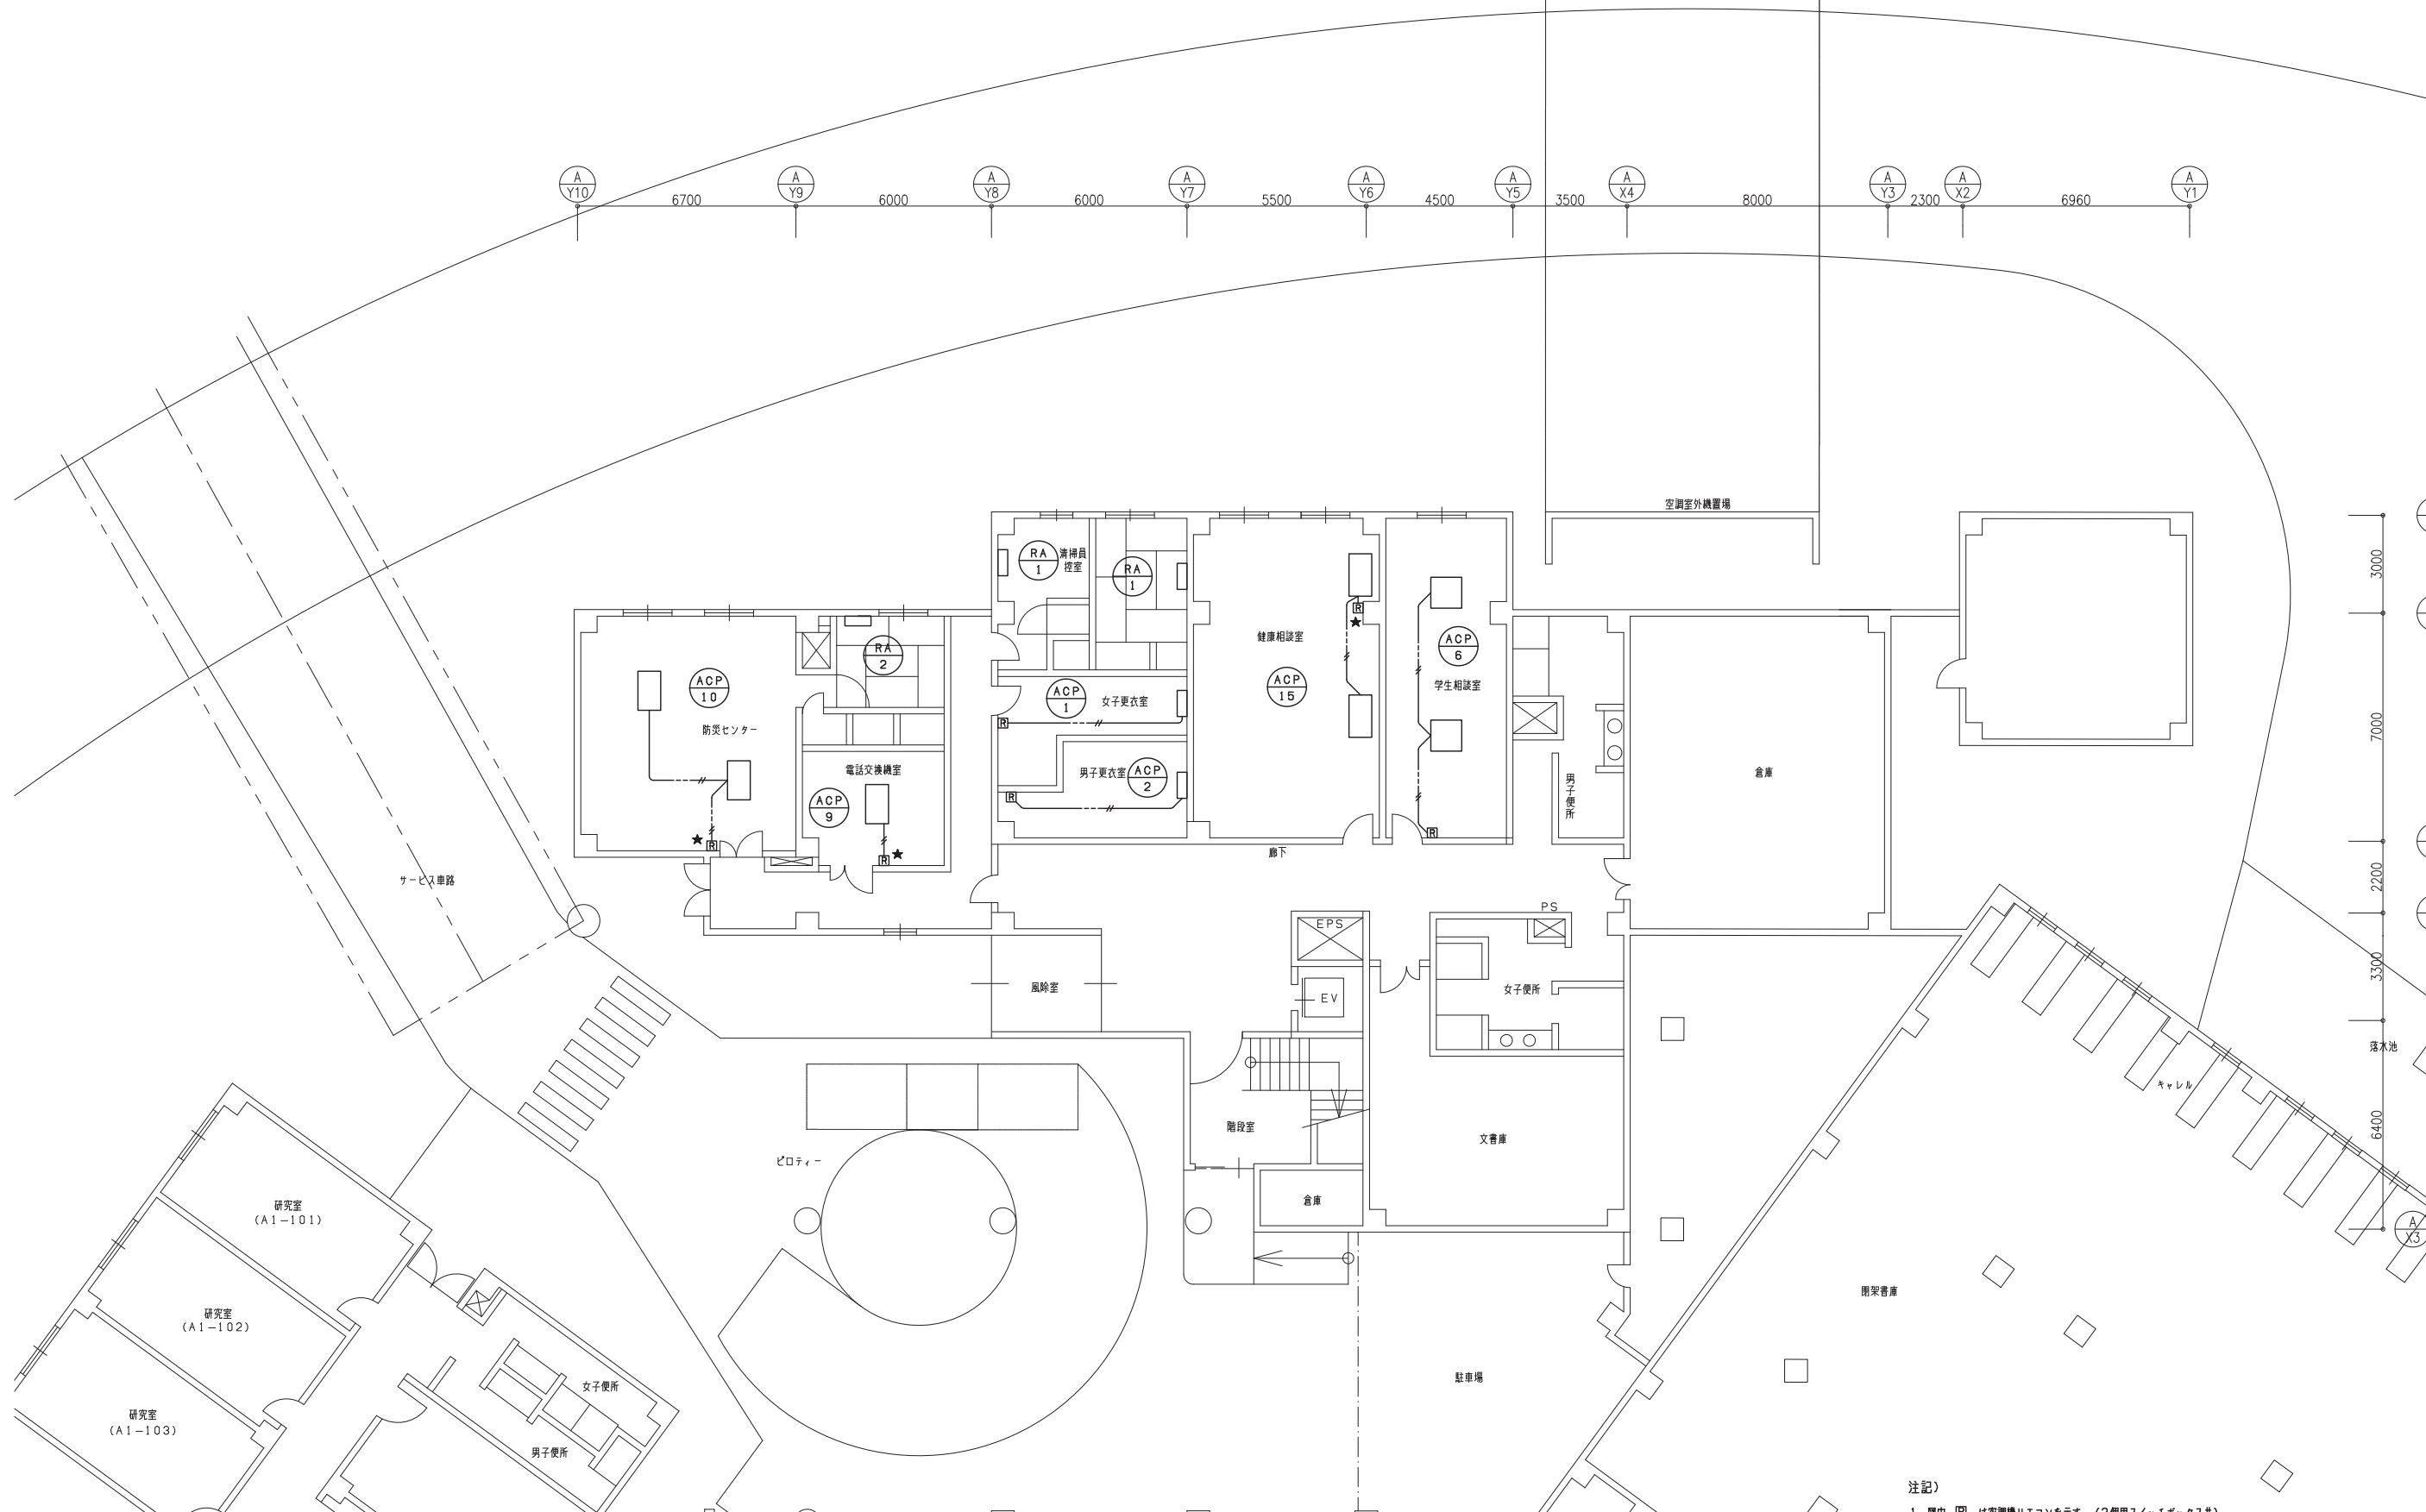 A
Y10
A
Y9
A
Y8
A
Y7
A
Y6
A
Y5
A
X4
A
Y3
A
X2
A
Y1
6700
6000
6000
5500
4500
3500
8000
2300
6960
空調室外機置場
3000
RA
1
清掃員
控室
RA
1
健康相談室
ACP
6
RA
2
学生相談室
ACP
10
ACP
1
女子更衣室
ACP
15
R
R
7000
防災センター
電話交換機室
男子更衣室
ACP
2
倉庫
男子便所
R
ACP
9
R
R
R
廊下
サービス車路
2200
PS
EPS
3300
風除室
EV
女子便所
落水池
キャレル
階段室
文書庫
6400
ピロティー
倉庫
研究室
(A1-101)
A
X3
閉架書庫
研究室
(A1-102)
駐車場
女子便所
研究室
(A1-103)
男子便所
注記)